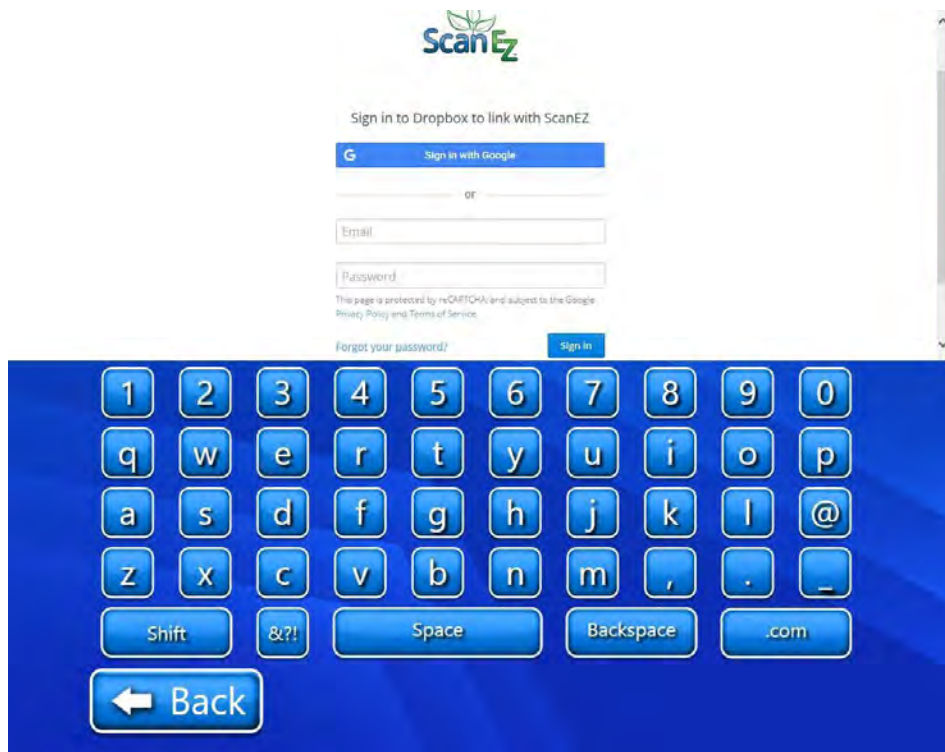 ScanEZ
Sign in to Dropbox to link with ScanEZ
G Sign in with Google
or
Email
Password
This page is protected by reCAPTCHA, and subject to the Google
Privacy Policy and Terms of Service.
Forgot your password? Sign in
1 2 3 4 5 6 7 8 9 0
q w e r t y u i o p
a s d f g h j k l @
z x c v b n m , . _
Shift &?! Space Backspace .com
Back